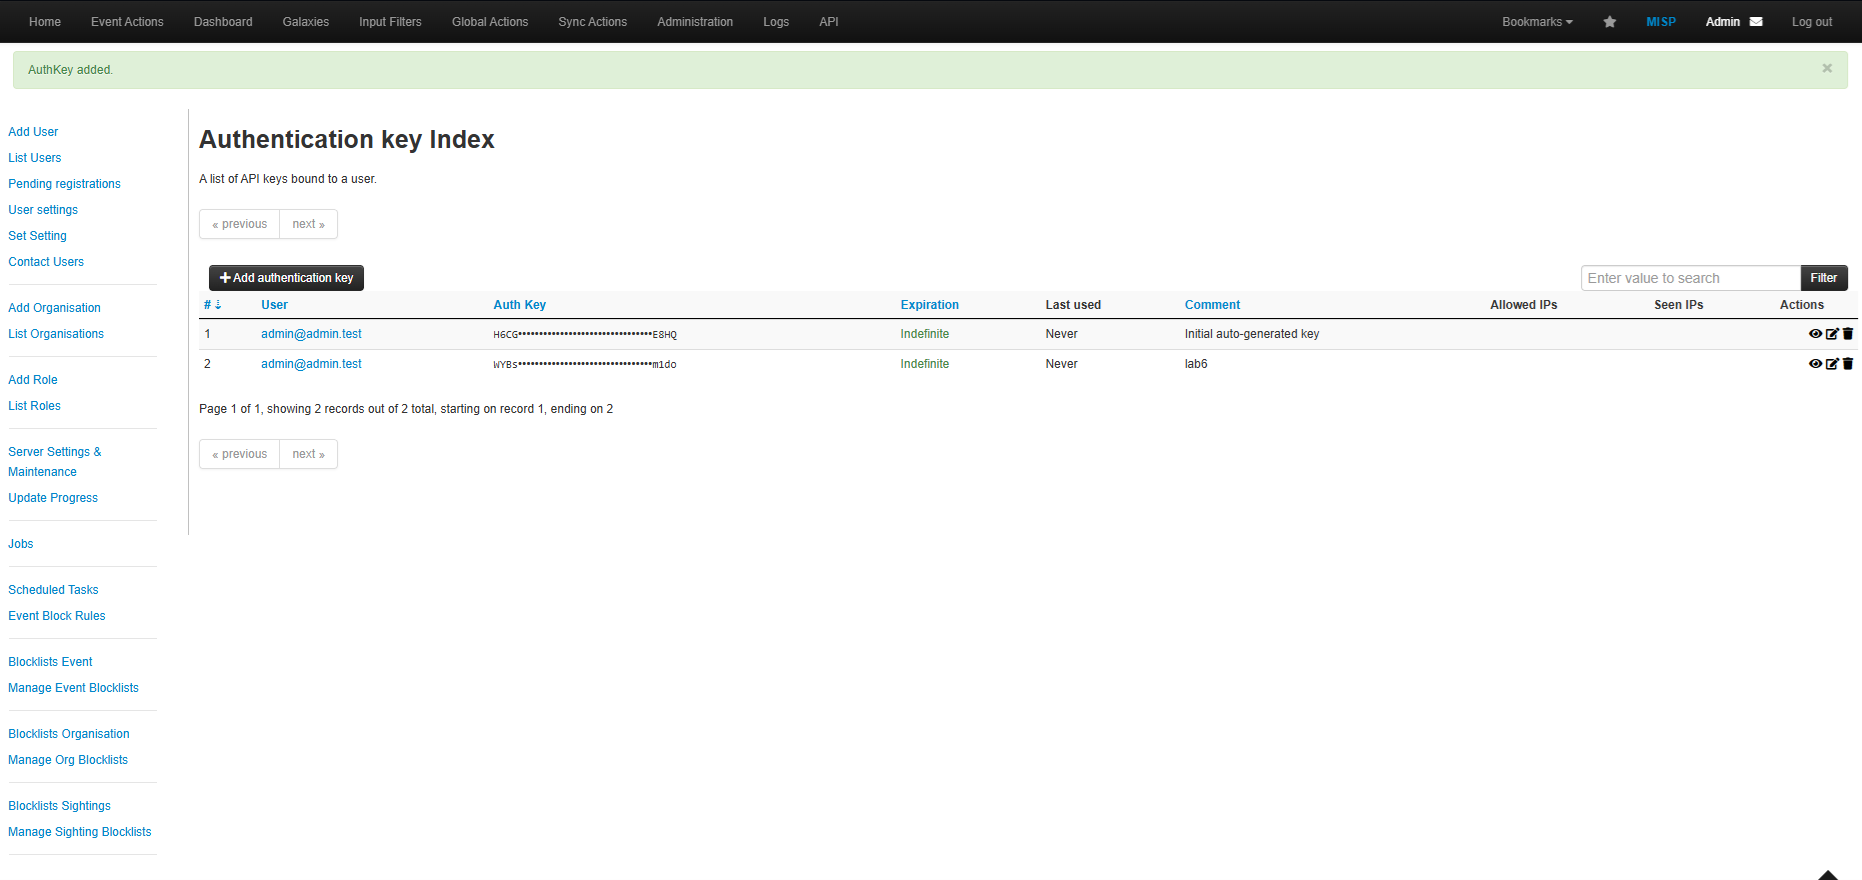 Home Event Actions Dashboard Galaxies Input Filters Global Actions Sync Actions Administration Logs API Bookmarks MISP Admin Log out
AuthKey added. ×
Add User
List Users
Pending registrations
User settings
Set Setting
Contact Users
Add Organisation
List Organisations
Add Role
List Roles
Server Settings &
Maintenance
Update Progress
Jobs
Scheduled Tasks
Event Block Rules
Blocklists Event
Manage Event Blocklists
Blocklists Organisation
Manage Org Blocklists
Blocklists Sightings
Manage Sighting Blocklists
Authentication key Index
A list of API keys bound to a user.
« previous next »
Add authentication key Enter value to search Filter
# User Auth Key Expiration Last used Comment Allowed IPs Seen IPs Actions
1 admin@admin.test H6CG••••••••••••••••••••••••••••••••E8HQ Indefinite Never Initial auto-generated key
2 admin@admin.test WYBs••••••••••••••••••••••••••••••••m1do Indefinite Never lab6
Page 1 of 1, showing 2 records out of 2 total, starting on record 1, ending on 2
« previous next »